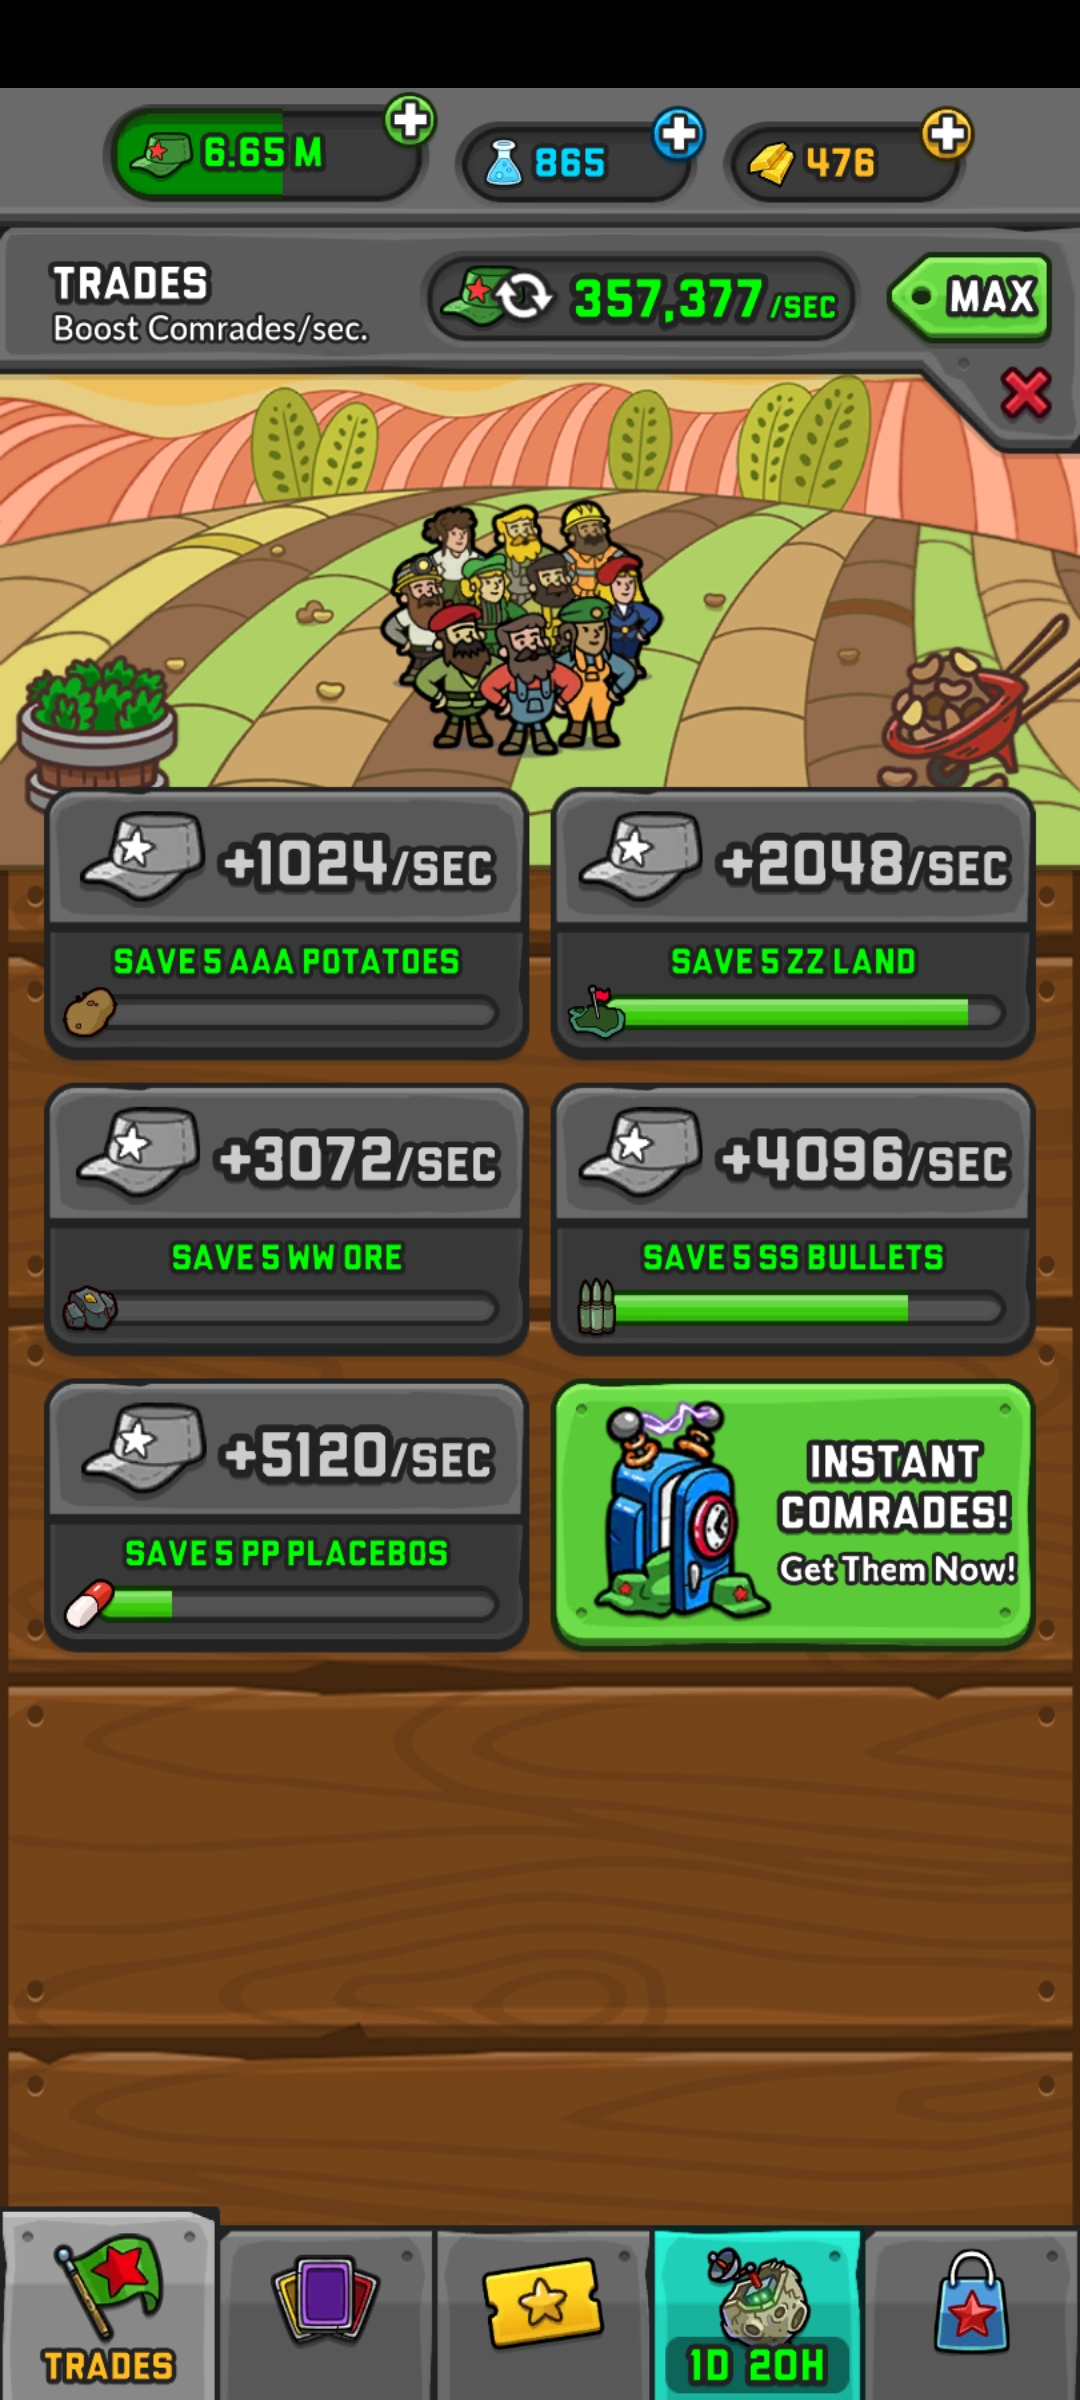 6.65 M
865
476
TRADES
Boost Comrades/sec.
357,377/SEC
MAX
+1024/SEC
SAVE 5 AAA POTATOES
+2048/SEC
SAVE 5 ZZ LAND
+3072/SEC
SAVE 5 WW ORE
+4096/SEC
SAVE 5 SS BULLETS
+5120/SEC
SAVE 5 PP PLACEBOS
INSTANT
COMRADES!
Get Them Now!
TRADES
1D 20H